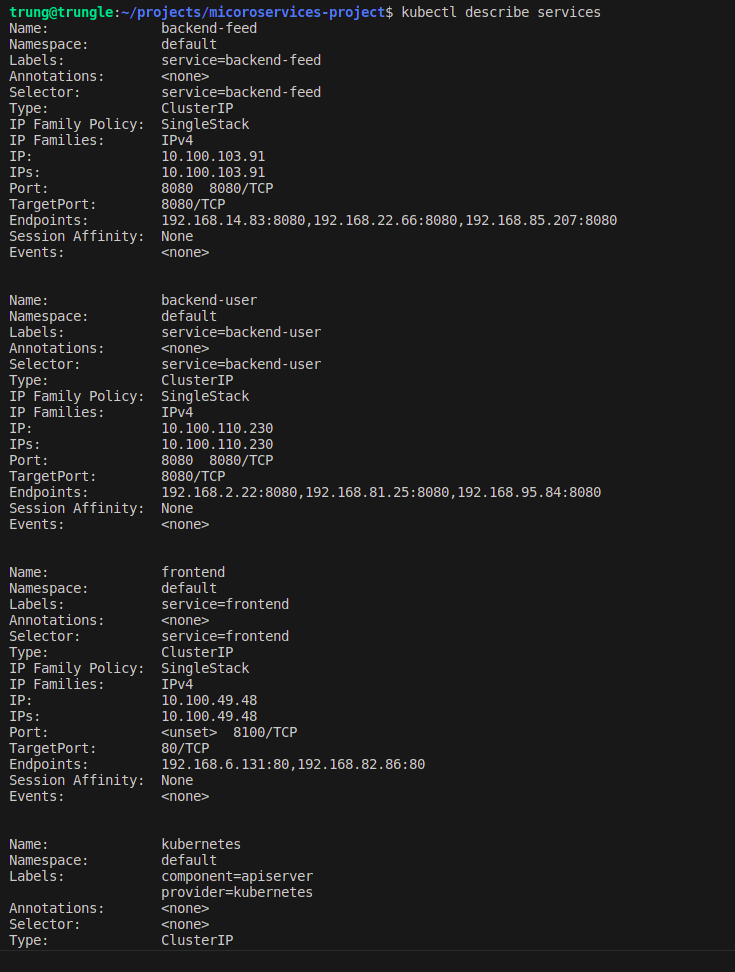 trung@trungle:~/projects/micoroservices-project$ kubectl describe services
Name:              backend-feed
Namespace:         default
Labels:            service=backend-feed
Annotations:       <none>
Selector:          service=backend-feed
Type:              ClusterIP
IP Family Policy:  SingleStack
IP Families:       IPv4
IP:                10.100.103.91
IPs:               10.100.103.91
Port:              8080  8080/TCP
TargetPort:        8080/TCP
Endpoints:         192.168.14.83:8080,192.168.22.66:8080,192.168.85.207:8080
Session Affinity:  None
Events:            <none>

Name:              backend-user
Namespace:         default
Labels:            service=backend-user
Annotations:       <none>
Selector:          service=backend-user
Type:              ClusterIP
IP Family Policy:  SingleStack
IP Families:       IPv4
IP:                10.100.110.230
IPs:               10.100.110.230
Port:              8080  8080/TCP
TargetPort:        8080/TCP
Endpoints:         192.168.2.22:8080,192.168.81.25:8080,192.168.95.84:8080
Session Affinity:  None
Events:            <none>

Name:              frontend
Namespace:         default
Labels:            service=frontend
Annotations:       <none>
Selector:          service=frontend
Type:              ClusterIP
IP Family Policy:  SingleStack
IP Families:       IPv4
IP:                10.100.49.48
IPs:               10.100.49.48
Port:              <unset>  8100/TCP
TargetPort:        80/TCP
Endpoints:         192.168.6.131:80,192.168.82.86:80
Session Affinity:  None
Events:            <none>

Name:              kubernetes
Namespace:         default
Labels:            component=apiserver
                   provider=kubernetes
Annotations:       <none>
Selector:          <none>
Type:              ClusterIP